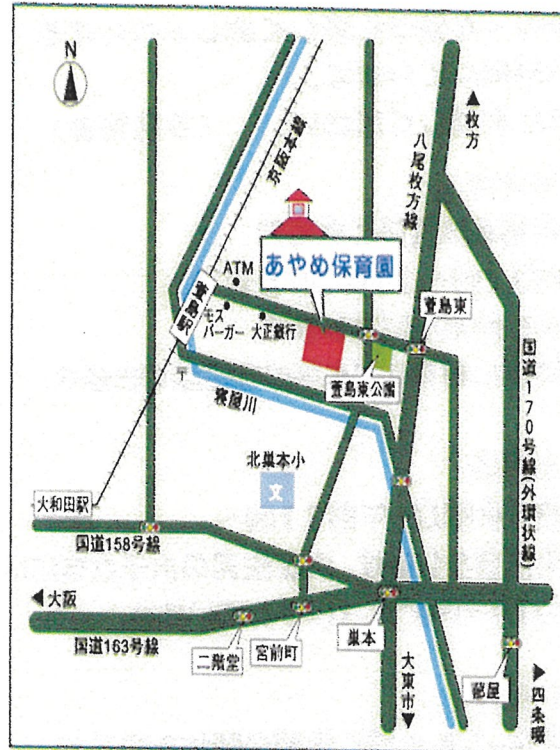 N
京阪本線
八尾枚方線
▲枚方
あやめ保育園
ATM
萱島駅
モス
バーガー
大正銀行
萱島東
萱島東公園
〒
寝屋川
国道170号線(外環状線)
北巣本小
文
大和田駅
国道158号線
◀大阪
国道163号線
二階堂
宮前町
巣本
大東市▼
▶四条畷